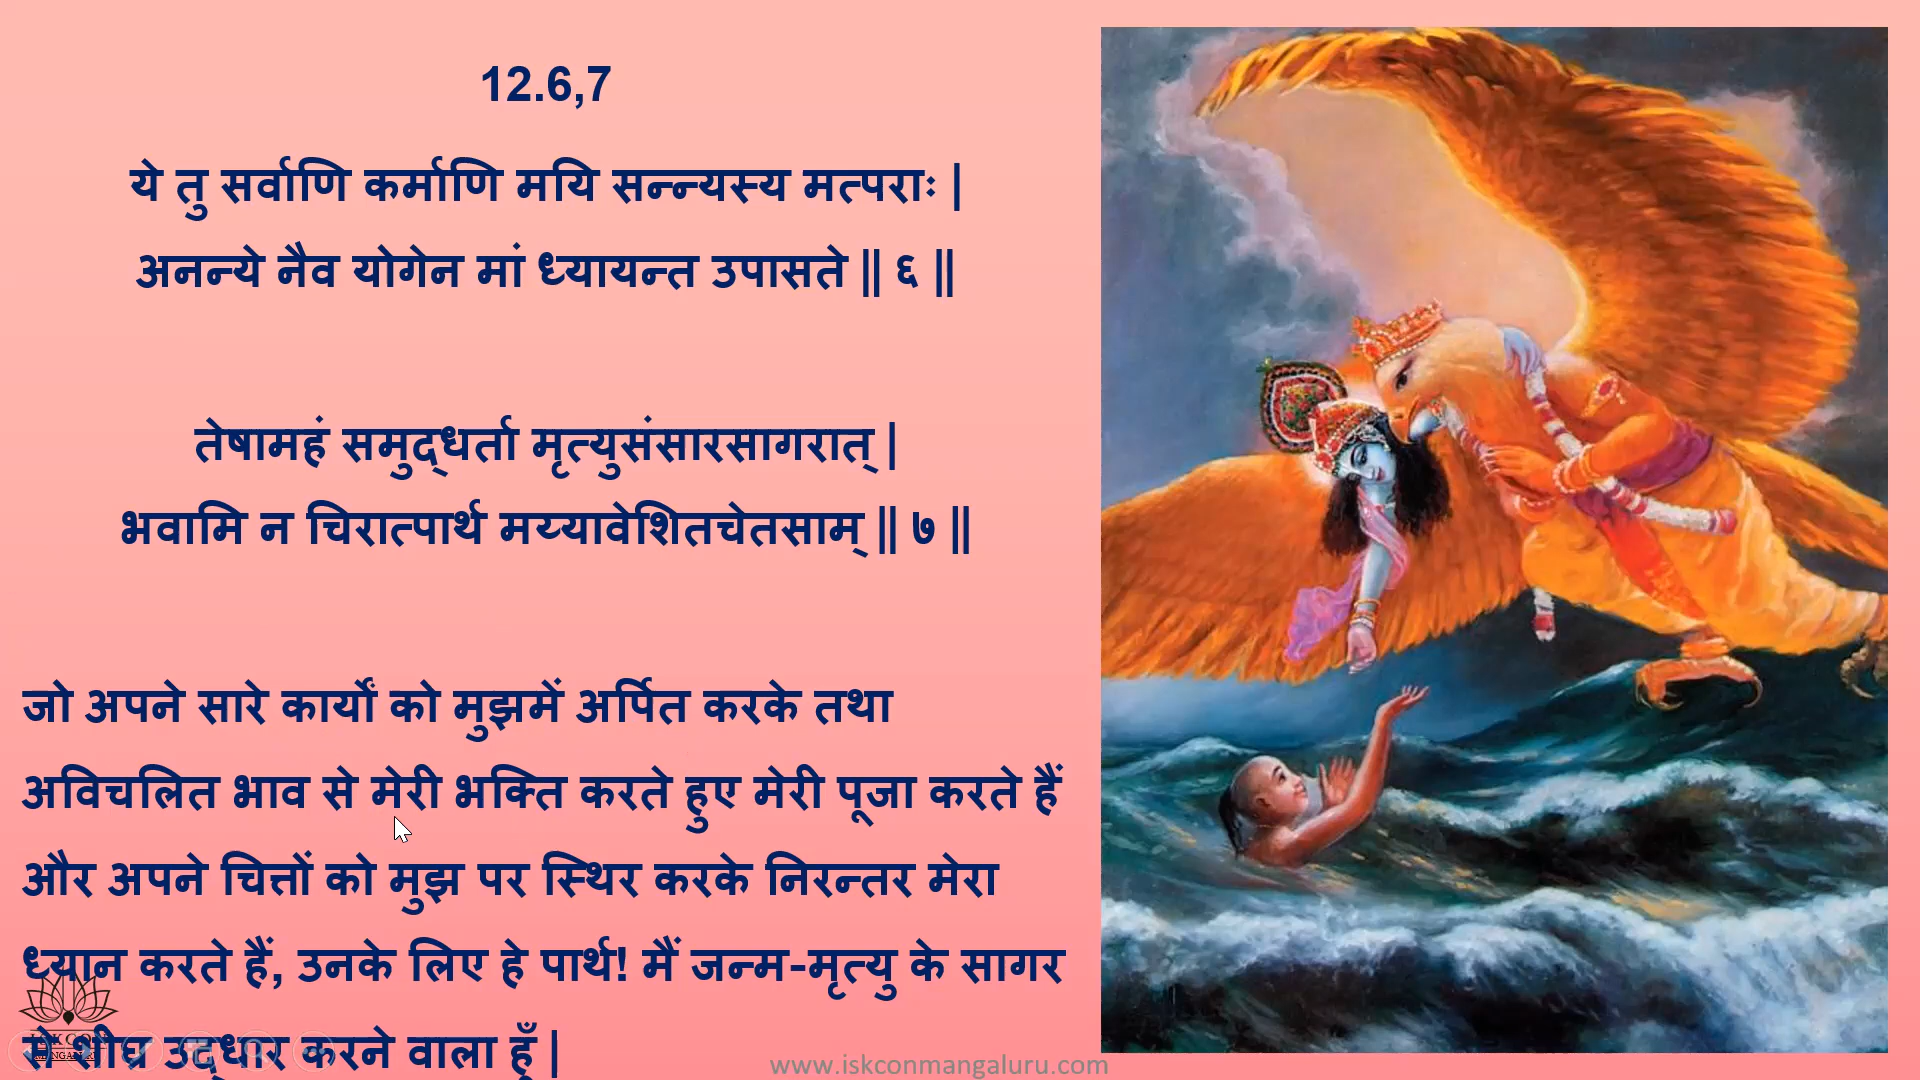 12.6,7
ये तु सर्वाणि कर्माणि मयि सन्न्यस्य मत्पराः |
अनन्ये नैव योगेन मां ध्यायन्त उपासते || ६ ||
तेषामहं समुद्धर्ता मृत्युसंसारसागरात् |
भवामि न चिरात्पार्थ मय्यावेशितचेतसाम् || ७ ||
जो अपने सारे कार्यों को मुझमें अर्पित करके तथा
अविचलित भाव से मेरी भक्ति करते हुए मेरी पूजा करते हैं
और अपने चित्तों को मुझ पर स्थिर करके निरन्तर मेरा
ध्यान करते हैं, उनके लिए हे पार्थ! मैं जन्म-मृत्यु के सागर
से शीघ्र उद्धार करने वाला हूँ |
ISKCON
MANGALURU
www.iskconmangaluru.com